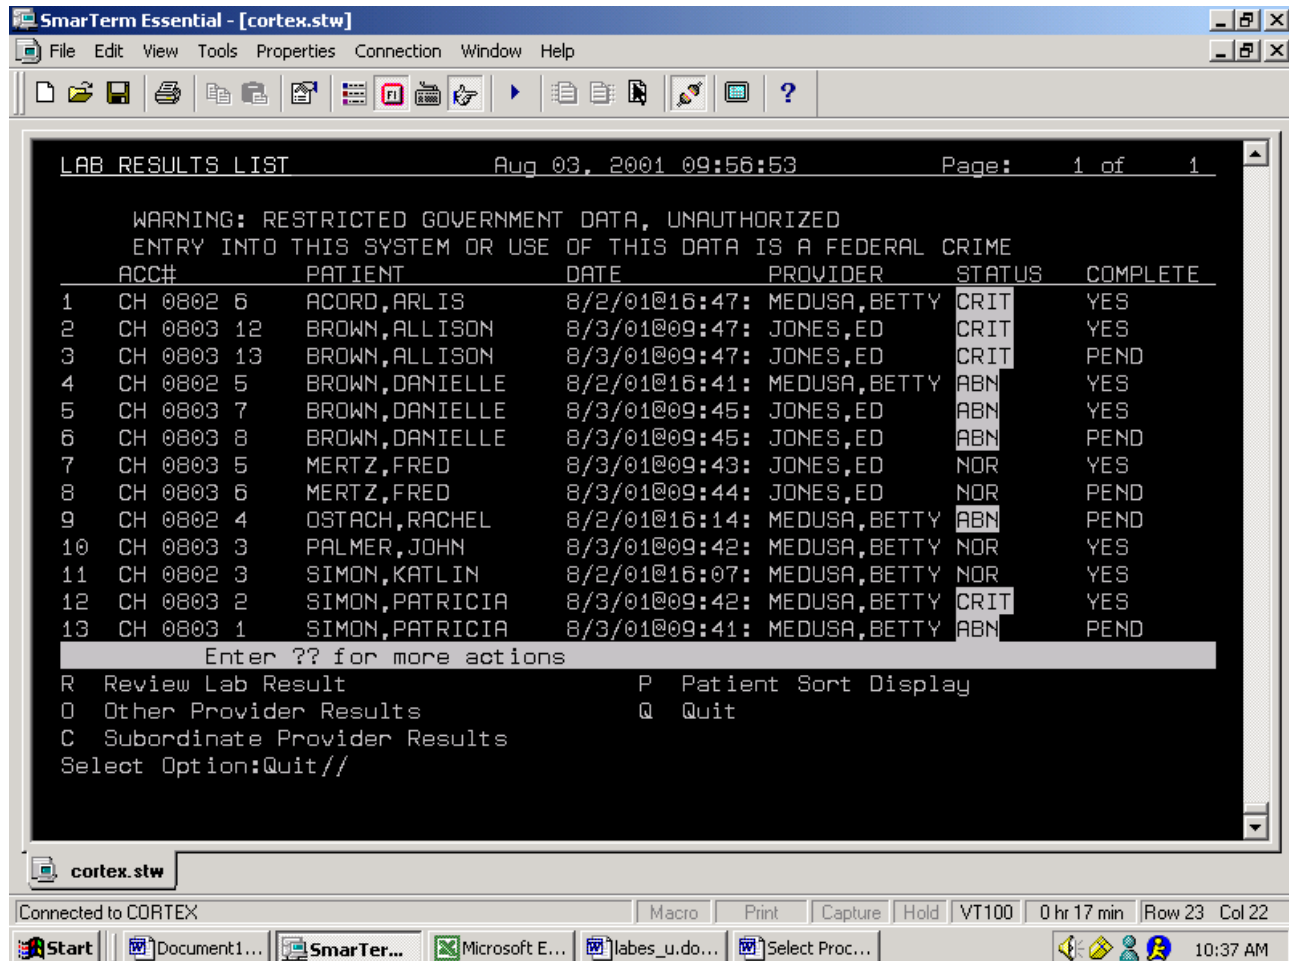 SmarTerm Essential - [cortex.stw]
File Edit View Tools Properties Connection Window Help
LAB RESULTS LIST Aug 03, 2001 09:56:53 Page: 1 of 1
WARNING: RESTRICTED GOVERNMENT DATA, UNAUTHORIZED
ENTRY INTO THIS SYSTEM OR USE OF THIS DATA IS A FEDERAL CRIME
ACC# PATIENT DATE PROVIDER STATUS COMPLETE
1 CH 0802 6 ACORD,ARLIS 8/2/01@16:47: MEDUSA,BETTY CRIT YES
2 CH 0803 12 BROWN,ALLISON 8/3/01@09:47: JONES,ED CRIT YES
3 CH 0803 13 BROWN,ALLISON 8/3/01@09:47: JONES,ED CRIT PEND
4 CH 0802 5 BROWN,DANIELLE 8/2/01@16:41: MEDUSA,BETTY ABN YES
5 CH 0803 7 BROWN,DANIELLE 8/3/01@09:45: JONES,ED ABN YES
6 CH 0803 8 BROWN,DANIELLE 8/3/01@09:45: JONES,ED ABN PEND
7 CH 0803 5 MERTZ,FRED 8/3/01@09:43: JONES,ED NOR YES
8 CH 0803 6 MERTZ,FRED 8/3/01@09:44: JONES,ED NOR PEND
9 CH 0802 4 OSTACH,RACHEL 8/2/01@16:14: MEDUSA,BETTY ABN PEND
10 CH 0803 3 PALMER,JOHN 8/3/01@09:42: MEDUSA,BETTY NOR YES
11 CH 0802 3 SIMON,KATLIN 8/2/01@16:07: MEDUSA,BETTY NOR YES
12 CH 0803 2 SIMON,PATRICIA 8/3/01@09:42: MEDUSA,BETTY CRIT YES
13 CH 0803 1 SIMON,PATRICIA 8/3/01@09:41: MEDUSA,BETTY ABN PEND
Enter ?? for more actions
R Review Lab Result P Patient Sort Display
O Other Provider Results Q Quit
C Subordinate Provider Results
Select Option:Quit//
cortex.stw
Connected to CORTEX Macro Print Capture Hold VT100 0 hr 17 min Row 23 Col 22
Start Document1... SmarTer... Microsoft E... labes_u.do... Select Proc... 10:37 AM